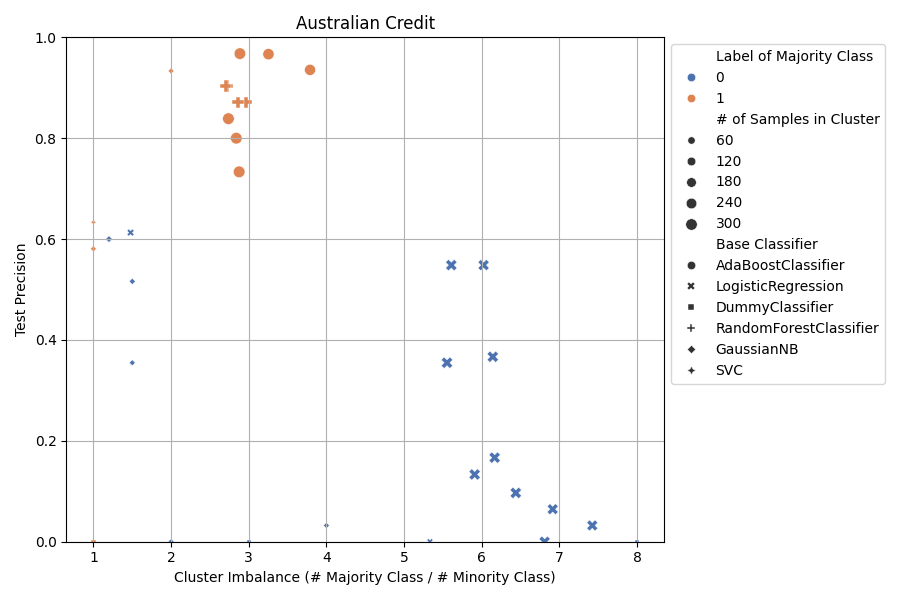 Australian Credit
Test Precision
1.0
0.8
0.6
0.4
0.2
0.0
1 2 3 4 5 6 7 8
Cluster Imbalance (# Majority Class / # Minority Class)
Label of Majority Class
0
1
# of Samples in Cluster
60
120
180
240
300
Base Classifier
AdaBoostClassifier
LogisticRegression
DummyClassifier
RandomForestClassifier
GaussianNB
SVC